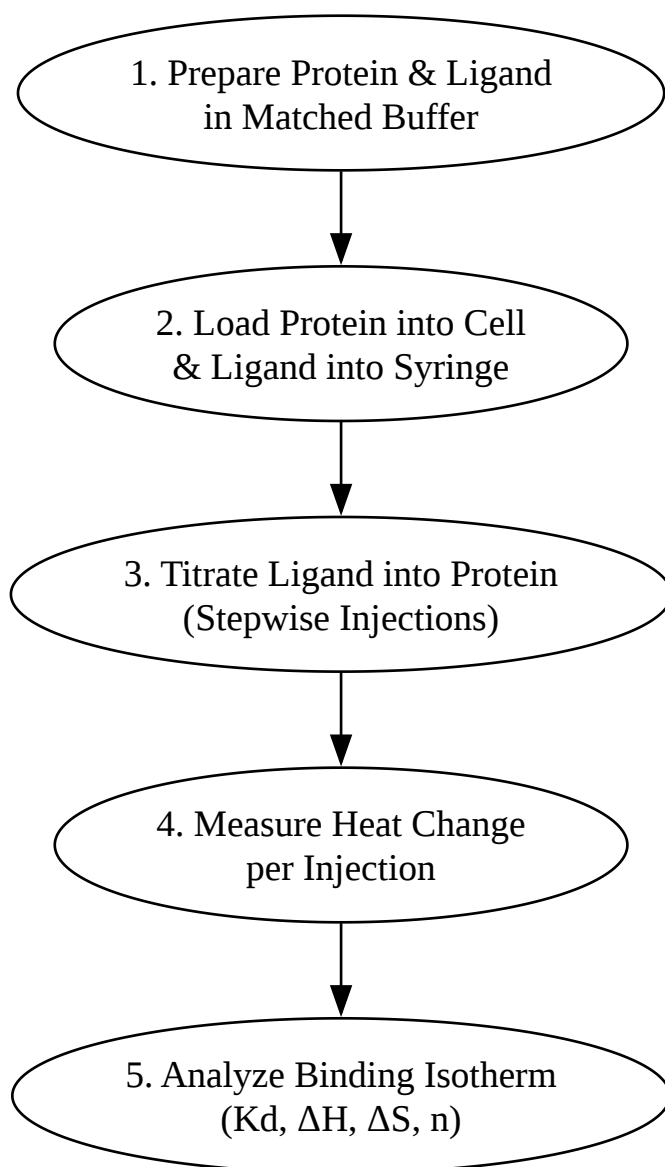 1. Prepare Protein & Ligand
in Matched Buffer
2. Load Protein into Cell
& Ligand into Syringe
3. Titrate Ligand into Protein
(Stepwise Injections)
4. Measure Heat Change
per Injection
5. Analyze Binding Isotherm
(Kd, ΔH, ΔS, n)